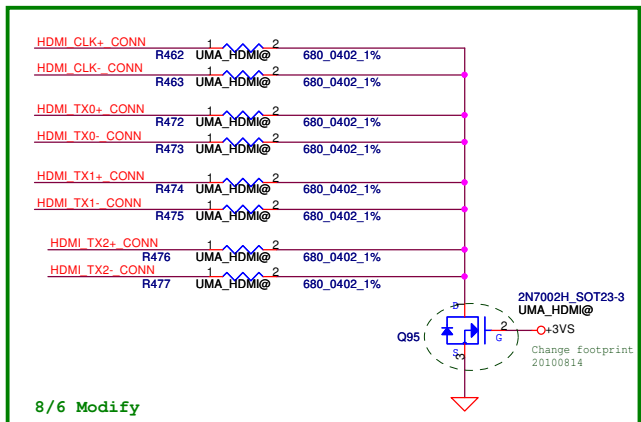 HDMI_CLK+_CONN
1 2
R462 UMA_HDMI@ 680_0402_1%
HDMI_CLK-_CONN
1 2
R463 UMA_HDMI@ 680_0402_1%
HDMI_TX0+_CONN
1 2
R472 UMA_HDMI@ 680_0402_1%
HDMI_TX0-_CONN
1 2
R473 UMA_HDMI@ 680_0402_1%
HDMI_TX1+_CONN
1 2
R474 UMA_HDMI@ 680_0402_1%
HDMI_TX1-_CONN
1 2
R475 UMA_HDMI@ 680_0402_1%
HDMI_TX2+_CONN
1 2
R476 UMA_HDMI@ 680_0402_1%
HDMI_TX2-_CONN
1 2
R477 UMA_HDMI@ 680_0402_1%
2N7002H_SOT23-3
UMA_HDMI@
D
Q95
2
G
+3VS
S
3
Change footprint
20100814
8/6 Modify